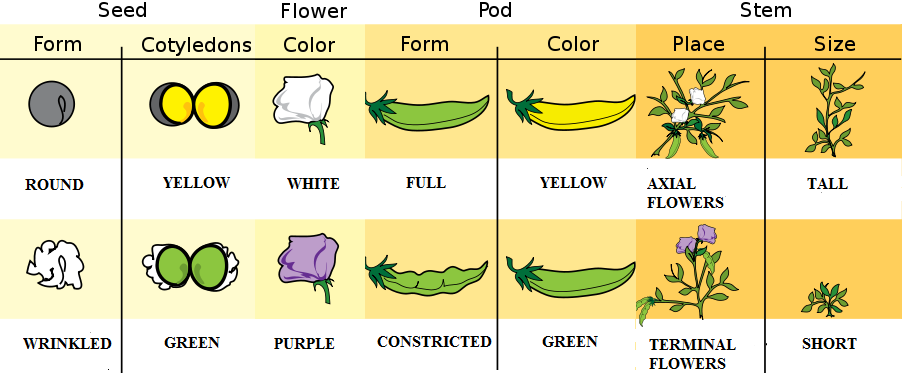 Seed Flower Pod Stem
Form Cotyledons Color Form Color Place Size
ROUND YELLOW WHITE FULL YELLOW AXIAL FLOWERS TALL
WRINKLED GREEN PURPLE CONSTRICTED GREEN TERMINAL FLOWERS SHORT